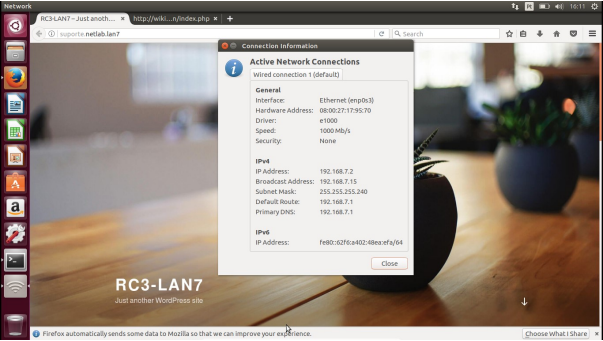 Network
Pt
16:11
RC3-LAN7 – Just anoth... ×
http://wiki...n/index.php ×
+
suporte.netlab.lan7
Search
Connection Information
Active Network Connections
Wired connection 1 (default)
General
Interface: Ethernet (enp0s3)
Hardware Address: 08:00:27:17:95:70
Driver: e1000
Speed: 1000 Mb/s
Security: None
IPv4
IP Address: 192.168.7.2
Broadcast Address: 192.168.7.15
Subnet Mask: 255.255.255.240
Default Route: 192.168.7.1
Primary DNS: 192.168.7.1
IPv6
IP Address: fe80::62f6:a402:48ea:efa/64
Close
RC3-LAN7
Just another WordPress site
Firefox automatically sends some data to Mozilla so that we can improve your experience.
Choose What I Share ×